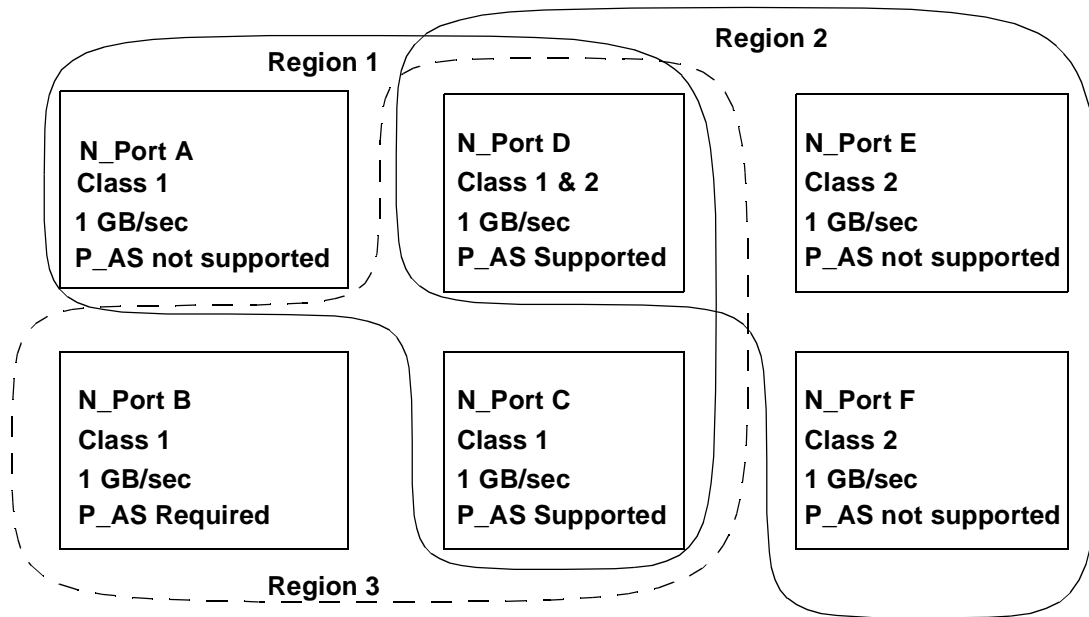 Region 1
Region 2
N_Port A
Class 1
1 GB/sec
P_AS not supported
N_Port D
Class 1 & 2
1 GB/sec
P_AS Supported
N_Port E
Class 2
1 GB/sec
P_AS not supported
N_Port B
Class 1
1 GB/sec
P_AS Required
N_Port C
Class 1
1 GB/sec
P_AS Supported
N_Port F
Class 2
1 GB/sec
P_AS not supported
Region 3